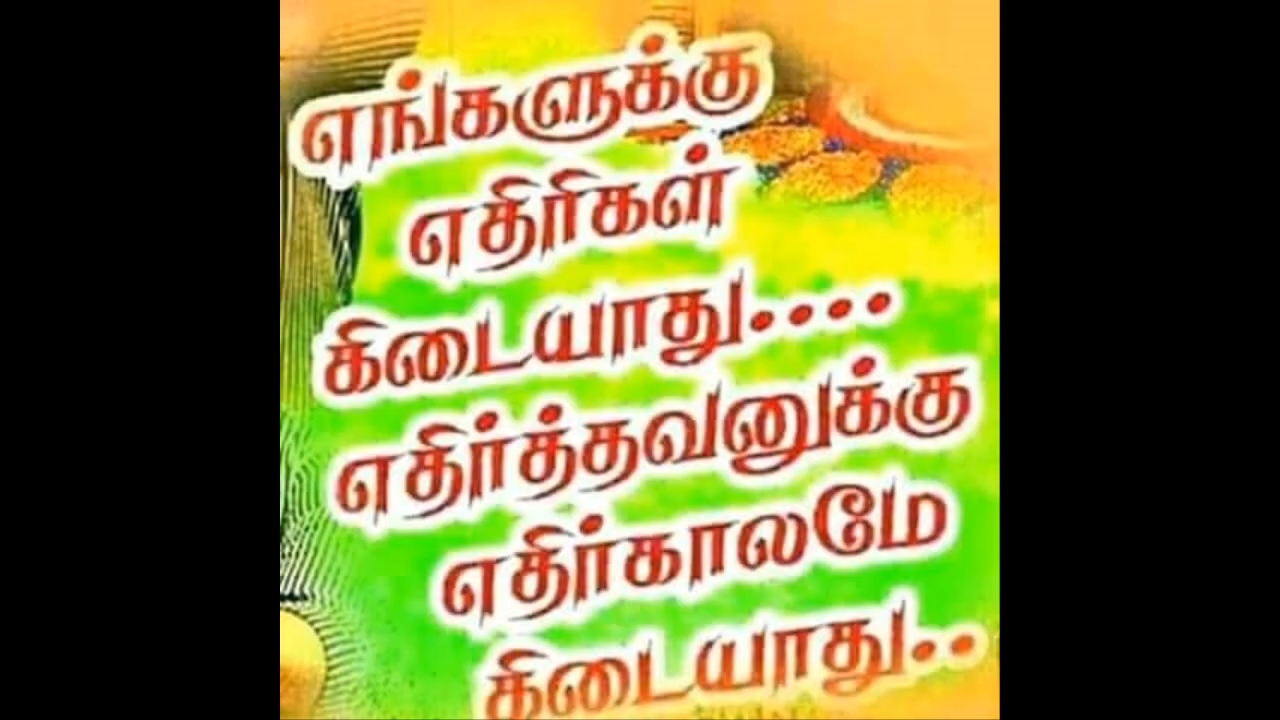 எங்களுக்கு
எதிரிகள்
கிடையாது....
எதிர்த்தவனுக்கு
எதிர்காலமே
கிடையாது..